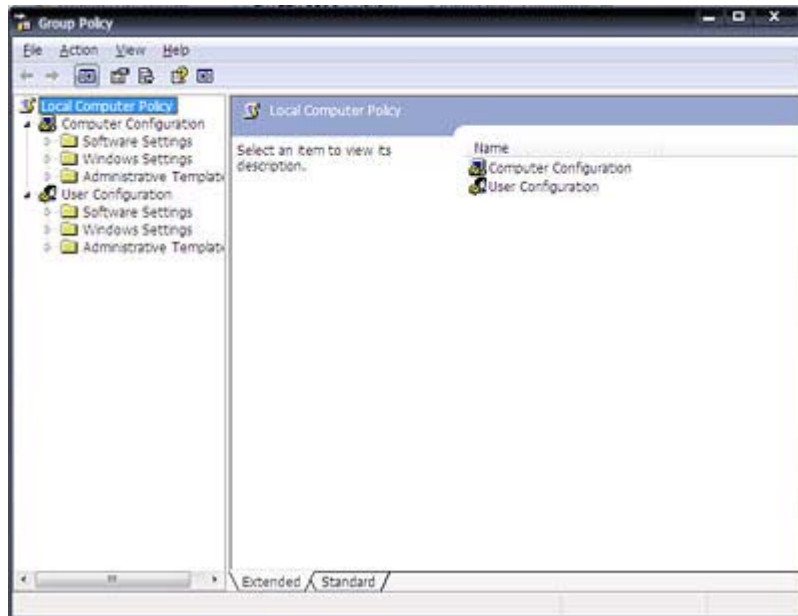 Group Policy
File Action View Help
Local Computer Policy
Computer Configuration
Software Settings
Windows Settings
Administrative Templat
User Configuration
Software Settings
Windows Settings
Administrative Templat
Local Computer Policy
Select an item to view its
description.
Name
Computer Configuration
User Configuration
Extended Standard